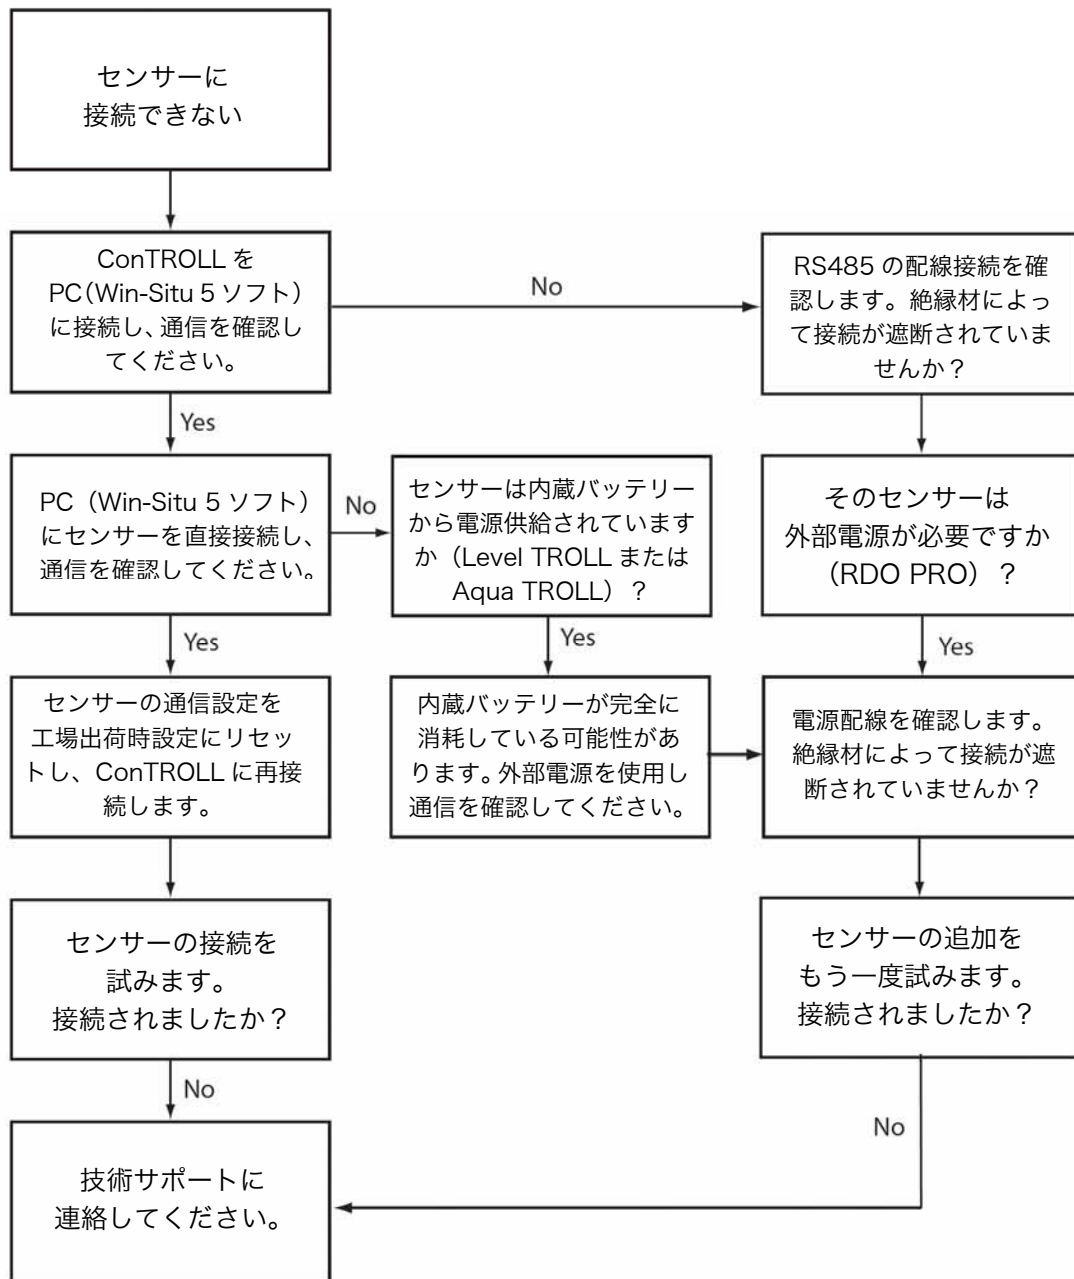 センサーに
接続できない
ConTROLL を
PC（Win-Situ 5 ソフト）
に接続し、通信を確認し
てください。
No
RS485 の配線接続を確
認します。絶縁材によっ
て接続が遮断されていま
せんか？
Yes
PC（Win-Situ 5 ソフト）
にセンサーを直接接続し、
通信を確認してください。
No
センサーは内蔵バッテリー
から電源供給されています
か（Level TROLL または
Aqua TROLL）？
そのセンサーは
外部電源が必要ですか
（RDO PRO）？
Yes
Yes
Yes
センサーの通信設定を
工場出荷時設定にリセッ
トし、ConTROLL に再接
続します。
内蔵バッテリーが完全に
消耗している可能性があ
ります。外部電源を使用し
通信を確認してください。
電源配線を確認します。
絶縁材によって接続が遮
断されていませんか？
センサーの接続を
試みます。
接続されましたか？
センサーの追加を
もう一度試みます。
接続されましたか？
No
No
技術サポートに
連絡してください。